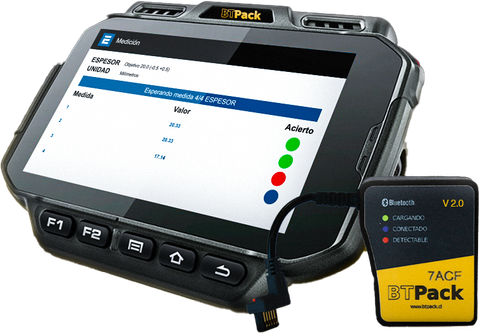 BTPack
E Medición
ESPESOR Objetivo 20.0 (-0.5 +0.5)
UNIDAD Milímetros
Esperando medida 4/4 ESPESOR
Medida Valor Acierto
1 20.33
2 20.33
3 17.14
4
F1 F2
Bluetooth V 2.0
CARGANDO
CONECTADO
DETECTABLE
7ACF
BTPack
www.btpack.cl